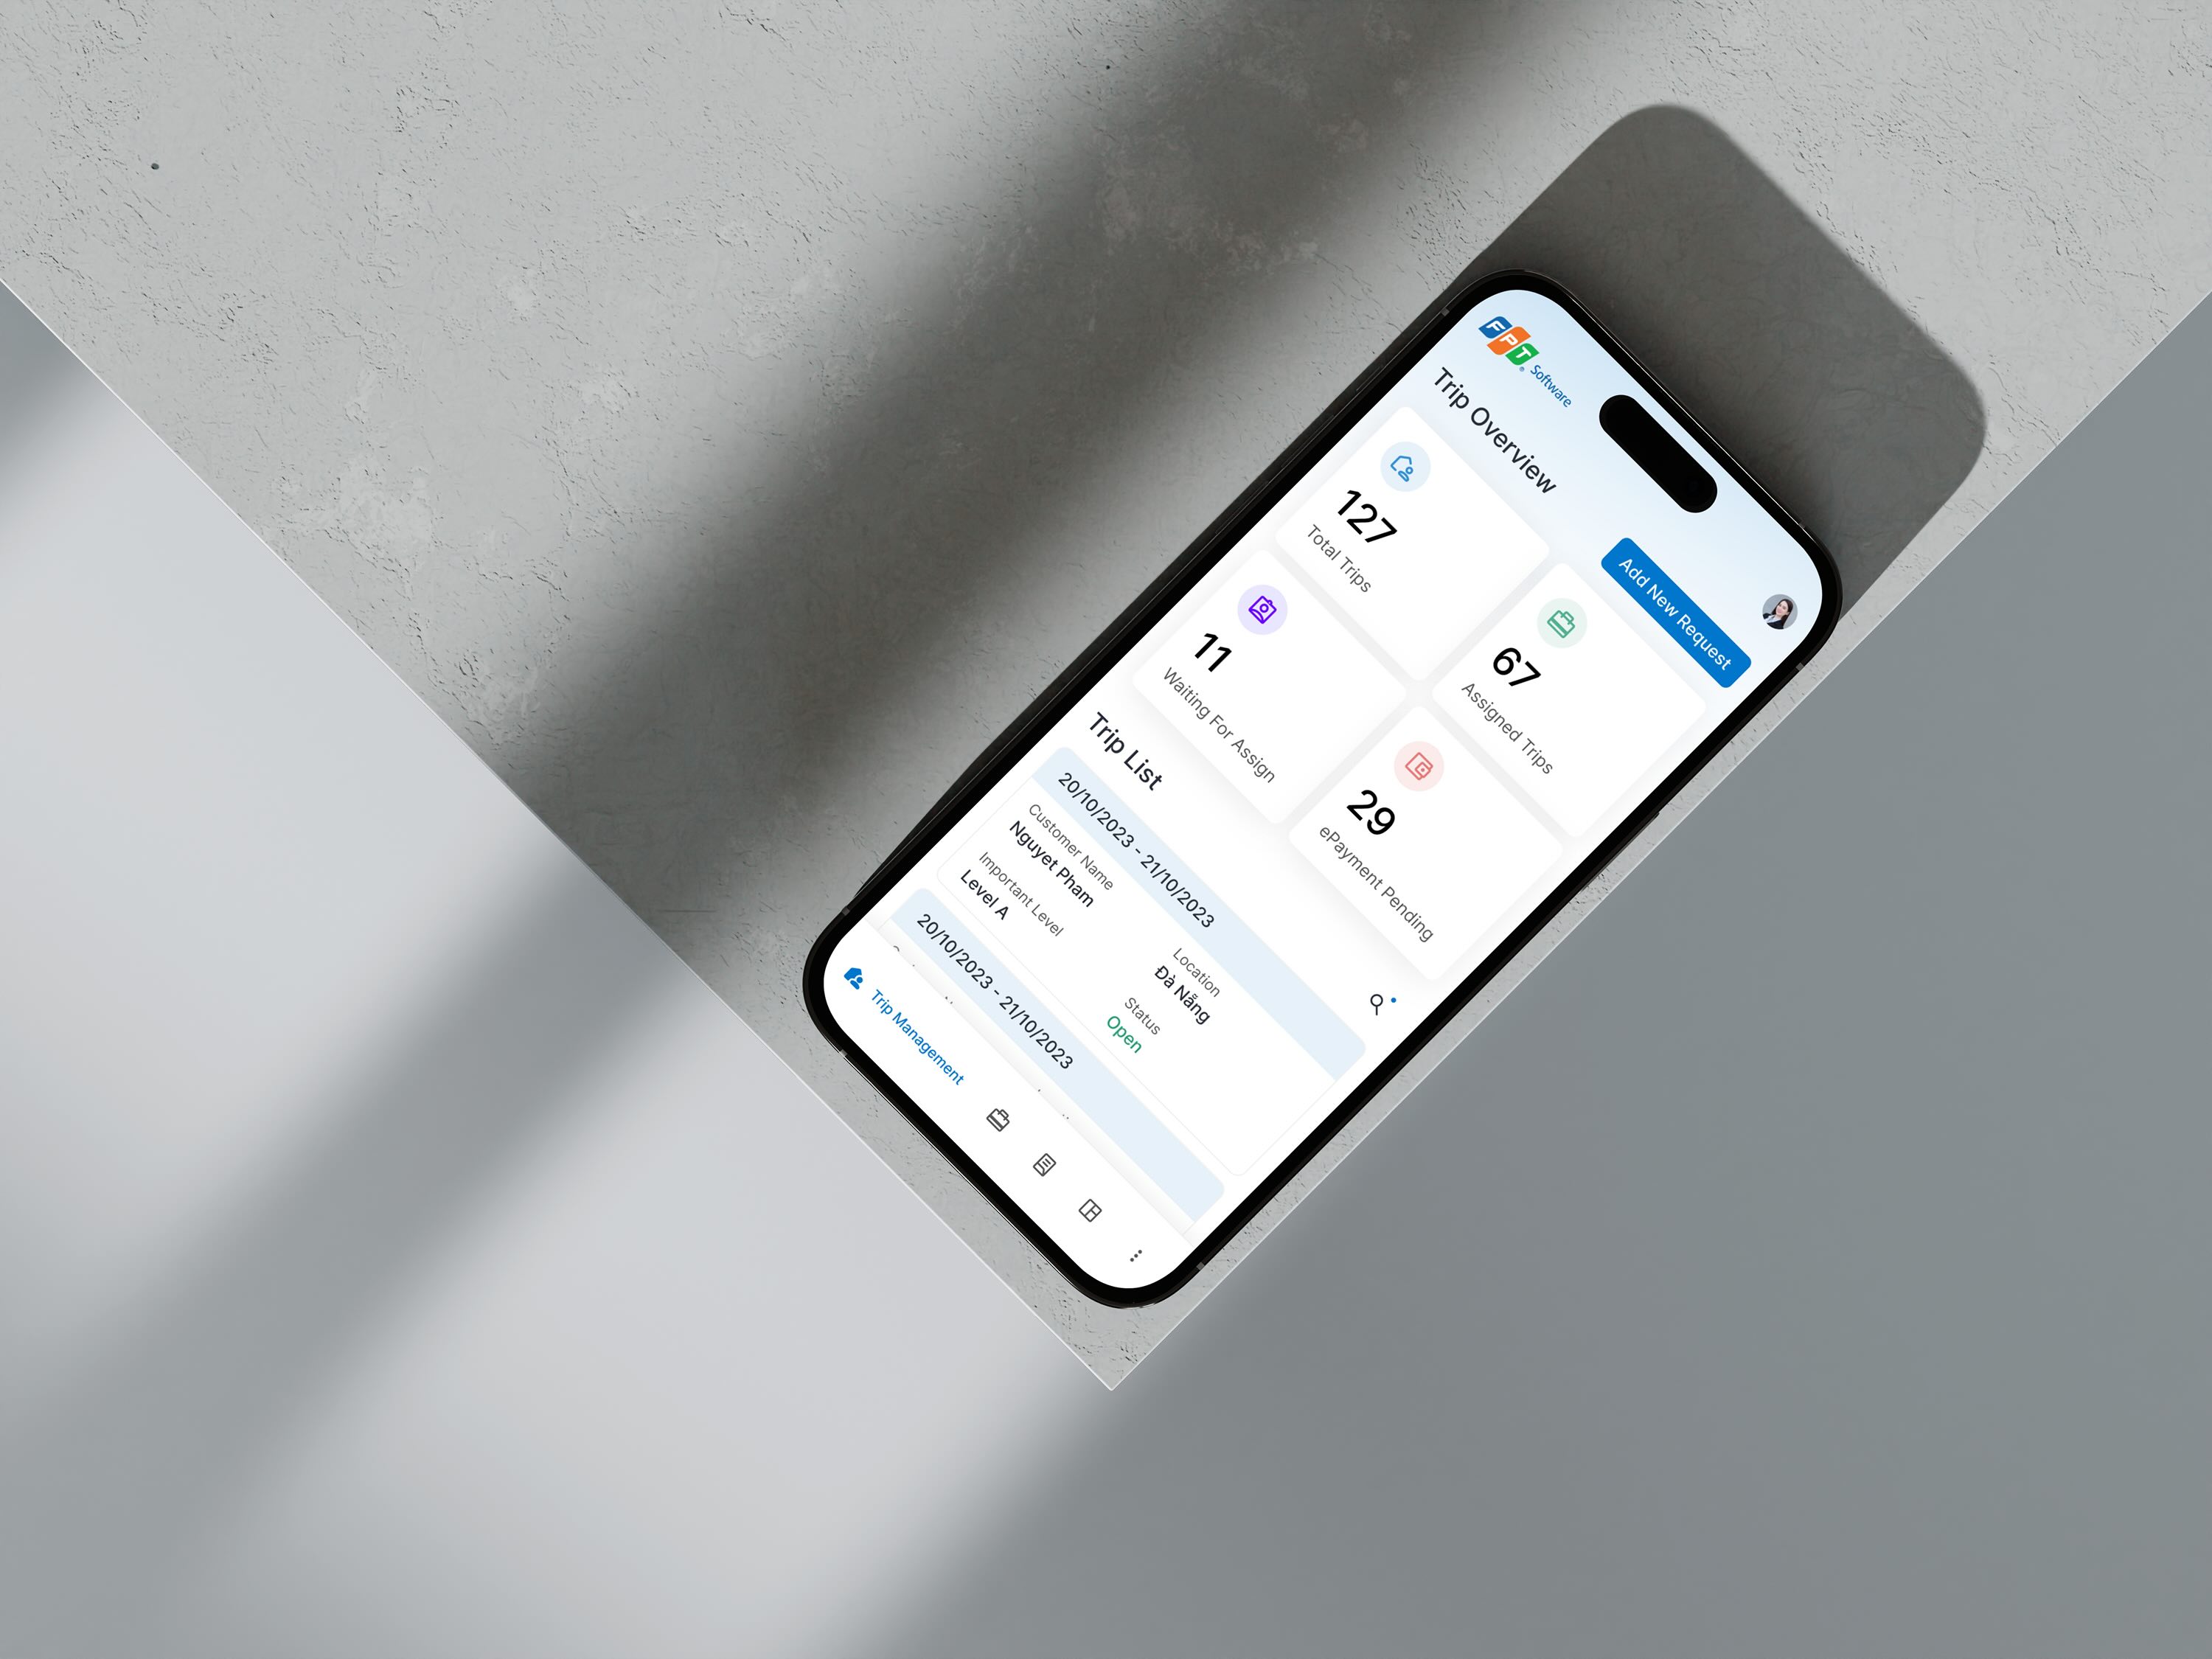 FPT Software
Trip Overview
Add New Request
127
Total Trips
67
Assigned Trips
11
Waiting For Assign
29
ePayment Pending
Trip List
20/10/2023 - 21/10/2023
Customer Name
Location
Nguyet Pham
Đà Nẵng
Important Level
Status
Level A
Open
20/10/2023 - 21/10/2023
Trip Management